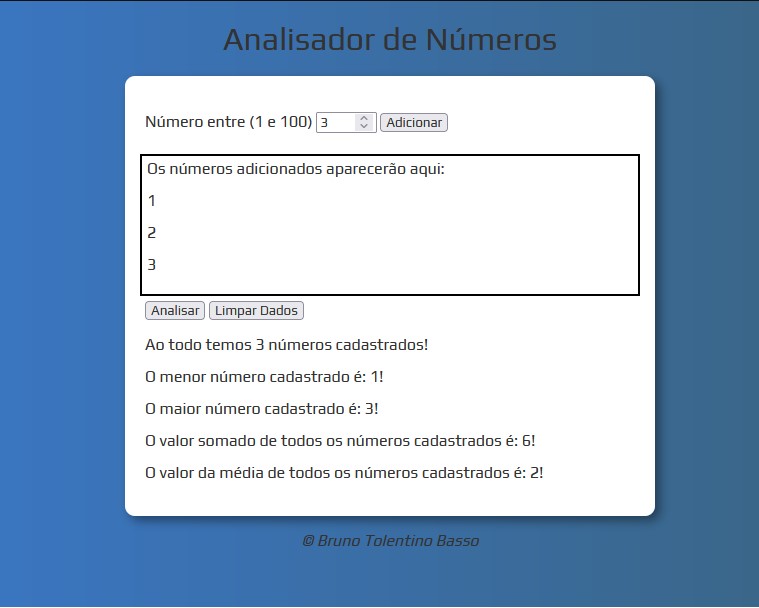 Analisador de Números
Número entre (1 e 100) 3 Adicionar
Os números adicionados aparecerão aqui:
1
2
3
Analisar Limpar Dados
Ao todo temos 3 números cadastrados!
O menor número cadastrado é: 1!
O maior número cadastrado é: 3!
O valor somado de todos os números cadastrados é: 6!
O valor da média de todos os números cadastrados é: 2!
© Bruno Tolentino Basso